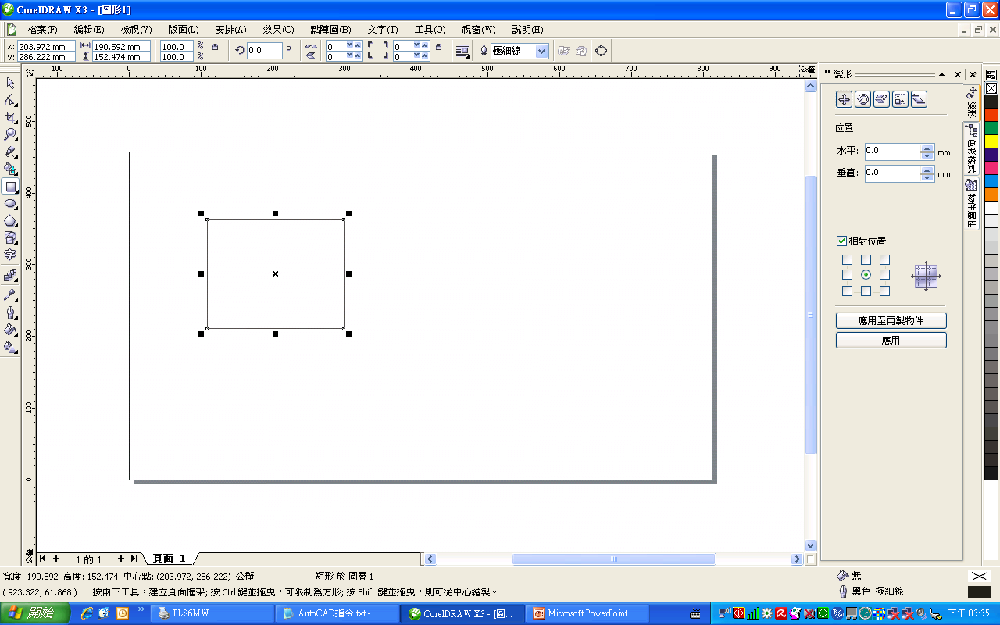 CorelDRAW X3 - [圖形1]
檔案(F) 編輯(E) 檢視(V) 版面(L) 安排(A) 效果(C) 點陣圖(B) 文字(T) 工具(O) 視窗(W) 說明(H)
x: 203.972 mm 190.592 mm 100.0 % 0.0 ° 0 0 極細線
y: 286.222 mm 152.474 mm 100.0 % 0 0
100 0 100 200 300 400 500 600 700 800 900 公釐
500
400
300
200
100
0
變形
位置:
水平: 0.0 mm
垂直: 0.0 mm
相對位置
應用至再製物件
應用
變形
色彩樣式
物件屬性
字
1 的 1 頁面 1
寬度: 190.592 高度: 152.474 中心點: (203.972, 286.222) 公釐 矩形 於 圖層 1 無
( 923.322, 61.868 ) 按兩下工具，建立頁面框架; 按 Ctrl 鍵並拖曳，可限制爲方形; 按 Shift 鍵並拖曳，則可從中心繪製。 黑色 極細線
開始 PLS6MW AutoCAD指令.txt - ... CorelDRAW X3 - [圖... Microsoft PowerPoint ... 下午 03:35